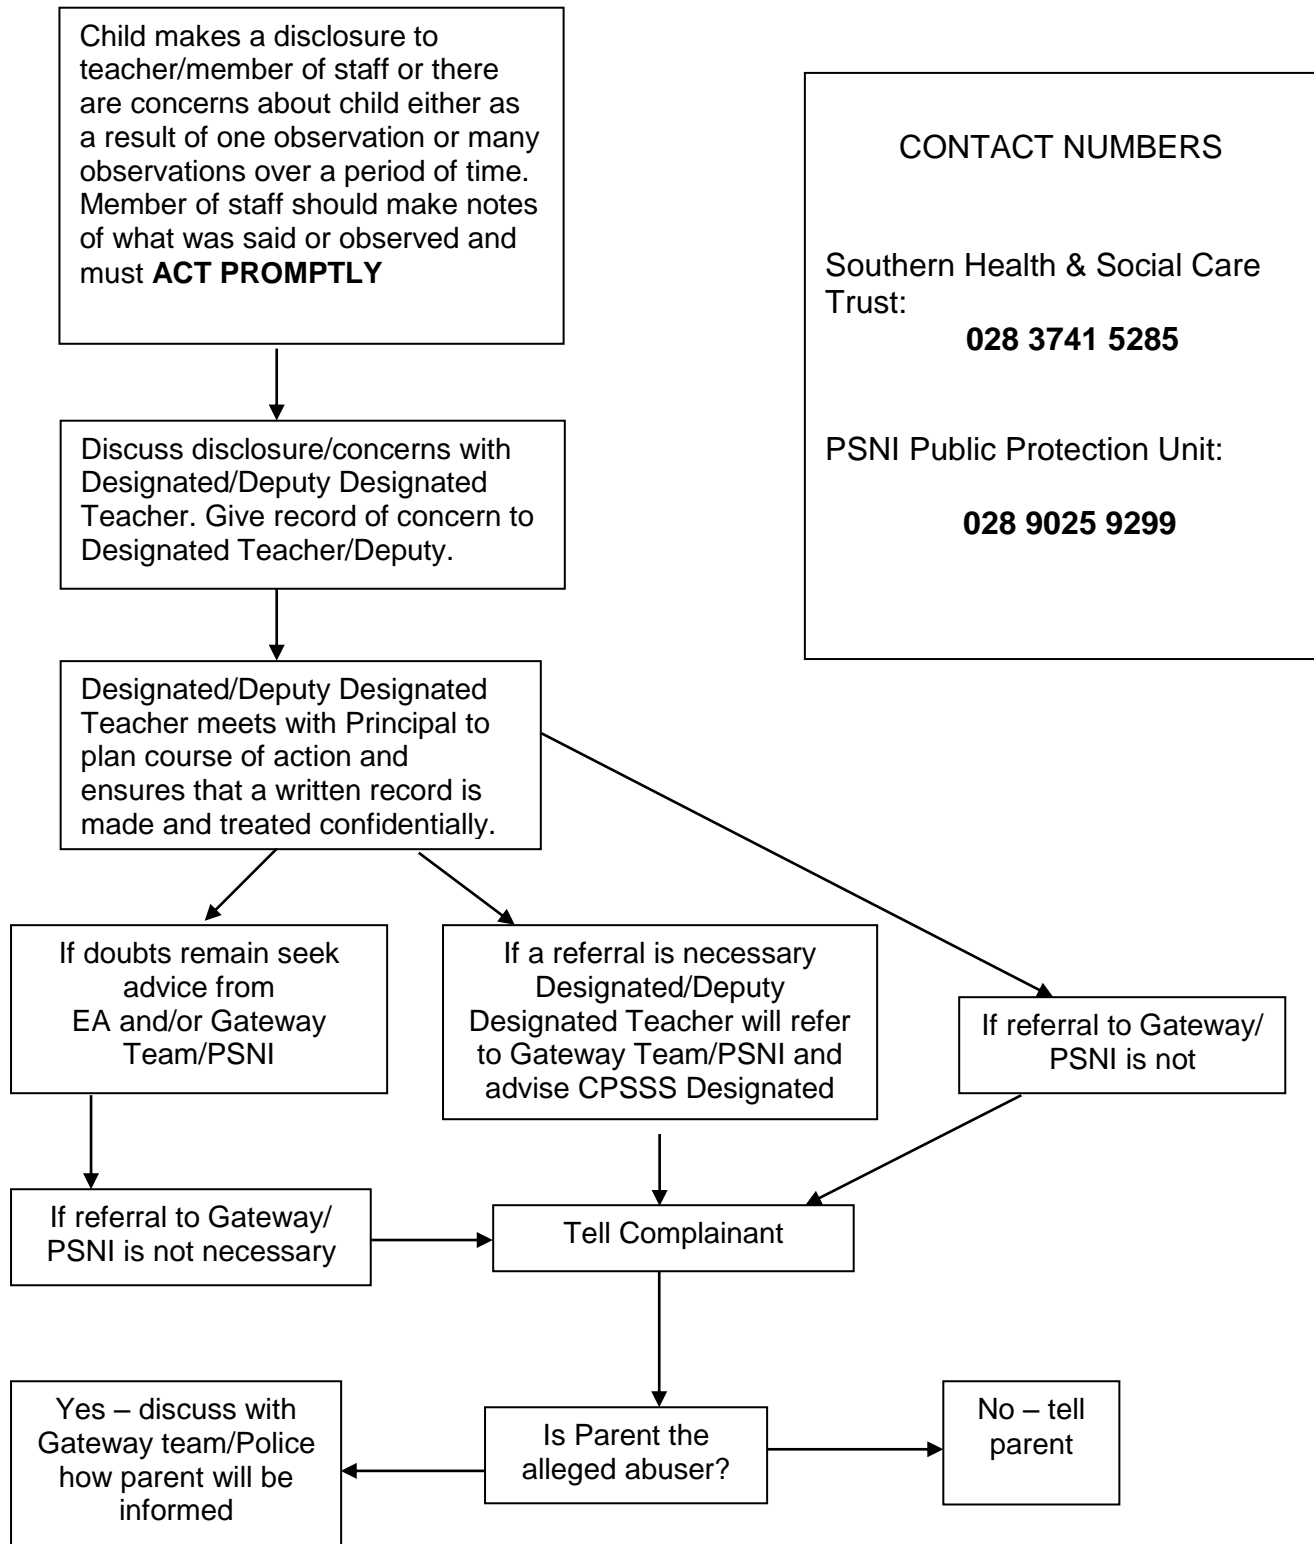 Child makes a disclosure to
teacher/member of staff or there
are concerns about child either as
a result of one observation or many
observations over a period of time.
Member of staff should make notes
of what was said or observed and
must ACT PROMPTLY
CONTACT NUMBERS
Southern Health & Social Care
Trust:
028 3741 5285
PSNI Public Protection Unit:
028 9025 9299
Discuss disclosure/concerns with
Designated/Deputy Designated
Teacher. Give record of concern to
Designated Teacher/Deputy.
Designated/Deputy Designated
Teacher meets with Principal to
plan course of action and
ensures that a written record is
made and treated confidentially.
If doubts remain seek
advice from
EA and/or Gateway
Team/PSNI
If a referral is necessary
Designated/Deputy
Designated Teacher will refer
to Gateway Team/PSNI and
advise CPSSS Designated
If referral to Gateway/
PSNI is not
If referral to Gateway/
PSNI is not necessary
Tell Complainant
Is Parent the
alleged abuser?
Yes – discuss with
Gateway team/Police
how parent will be
informed
No – tell
parent